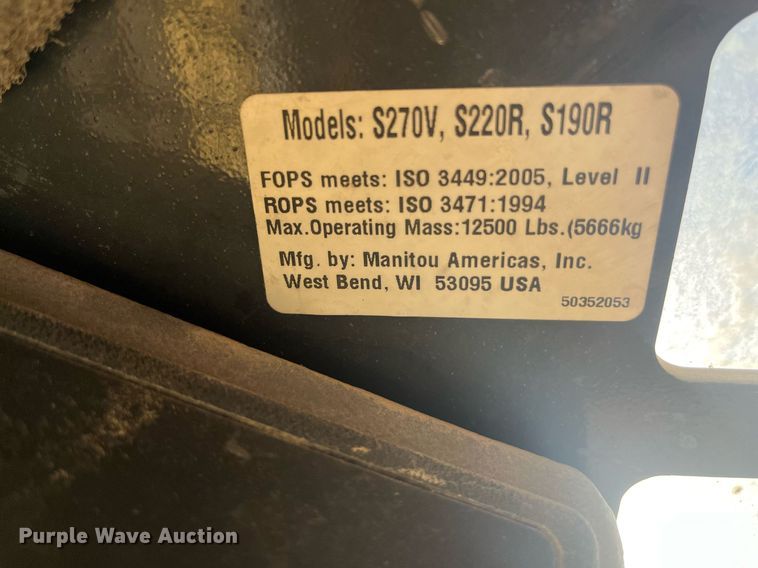 Models: S270V, S220R, S190R
FOPS meets: ISO 3449:2005, Level II
ROPS meets: ISO 3471:1994
Max.Operating Mass:12500 Lbs.(5666kg
Mfg. by: Manitou Americas, Inc.
West Bend, WI 53095 USA
50352053
Purple Wave Auction®